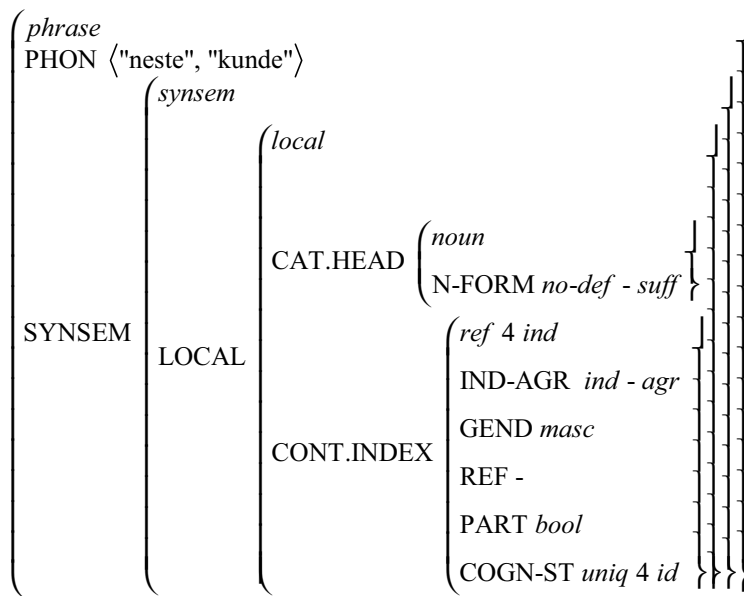 phrase
PHON ⟨"neste", "kunde"⟩
synsem
local
noun
CAT.HEAD
N-FORM no-def - suff
ref 4 ind
SYNSEM
LOCAL
IND-AGR ind - agr
GEND masc
CONT.INDEX
REF -
PART bool
COGN-ST uniq 4 id